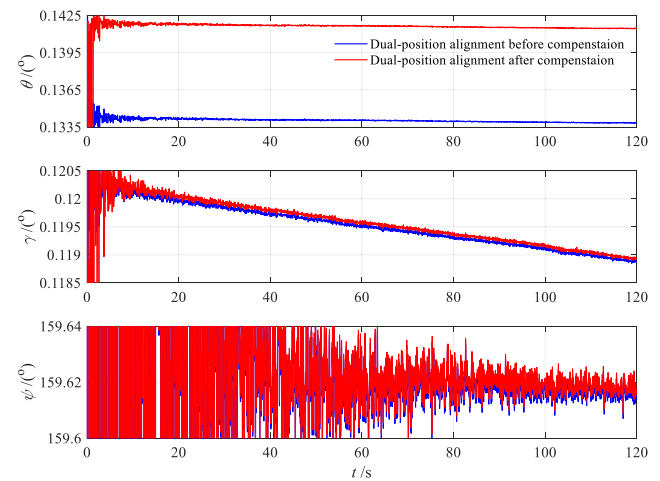 0.1425
0.1395
0.1365
0.1335
θ /(o)
Dual-position alignment before compenstaion
Dual-position alignment after compenstaion
0 20 40 60 80 100 120
0.1205
0.12
0.1195
0.119
0.1185
γ /(o)
0 20 40 60 80 100 120
159.64
159.62
159.6
ψ /(o)
0 20 40 60 80 100 120
t /s